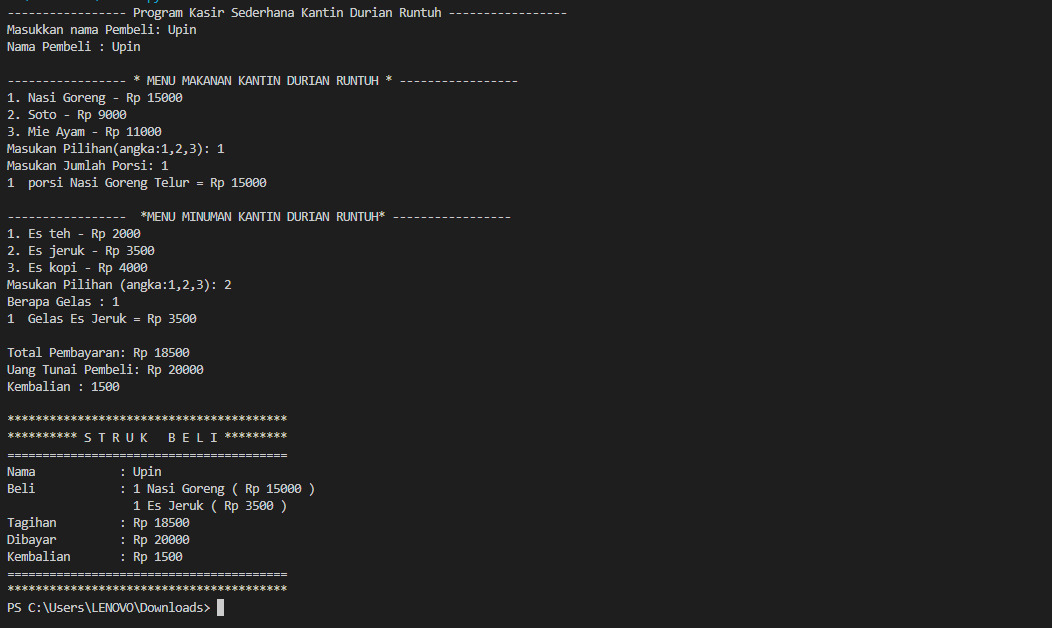 ----------------- Program Kasir Sederhana Kantin Durian Runtuh -----------------
Masukkan nama Pembeli: Upin
Nama Pembeli : Upin
----------------- * MENU MAKANAN KANTIN DURIAN RUNTUH * -----------------
1. Nasi Goreng - Rp 15000
2. Soto - Rp 9000
3. Mie Ayam - Rp 11000
Masukan Pilihan(angka:1,2,3): 1
Masukan Jumlah Porsi: 1
1  porsi Nasi Goreng Telur = Rp 15000
-----------------  *MENU MINUMAN KANTIN DURIAN RUNTUH* -----------------
1. Es teh - Rp 2000
2. Es jeruk - Rp 3500
3. Es kopi - Rp 4000
Masukan Pilihan (angka:1,2,3): 2
Berapa Gelas : 1
1  Gelas Es Jeruk = Rp 3500
Total Pembayaran: Rp 18500
Uang Tunai Pembeli: Rp 20000
Kembalian : 1500
****************************************
********** S T R U K   B E L I *********
========================================
Nama            : Upin
Beli            : 1 Nasi Goreng ( Rp 15000 )
                  1 Es Jeruk ( Rp 3500 )
Tagihan         : Rp 18500
Dibayar         : Rp 20000
Kembalian       : Rp 1500
========================================
****************************************
PS C:\Users\LENOVO\Downloads>